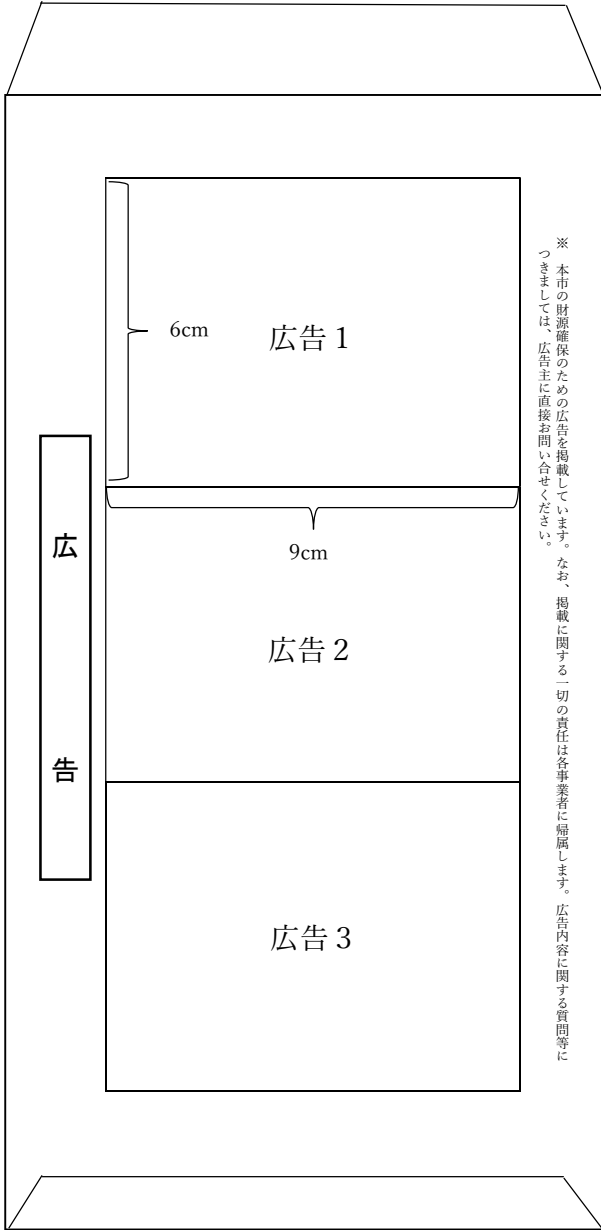 ※ 本市の財源確保のための広告を掲載しています。なお、掲載に関する一切の責任は各事業者に帰属します。広告内容に関する質問等に
つきましては、広告主に直接お問い合せください。
6cm
広告１
9cm
広告
広告２
広告３